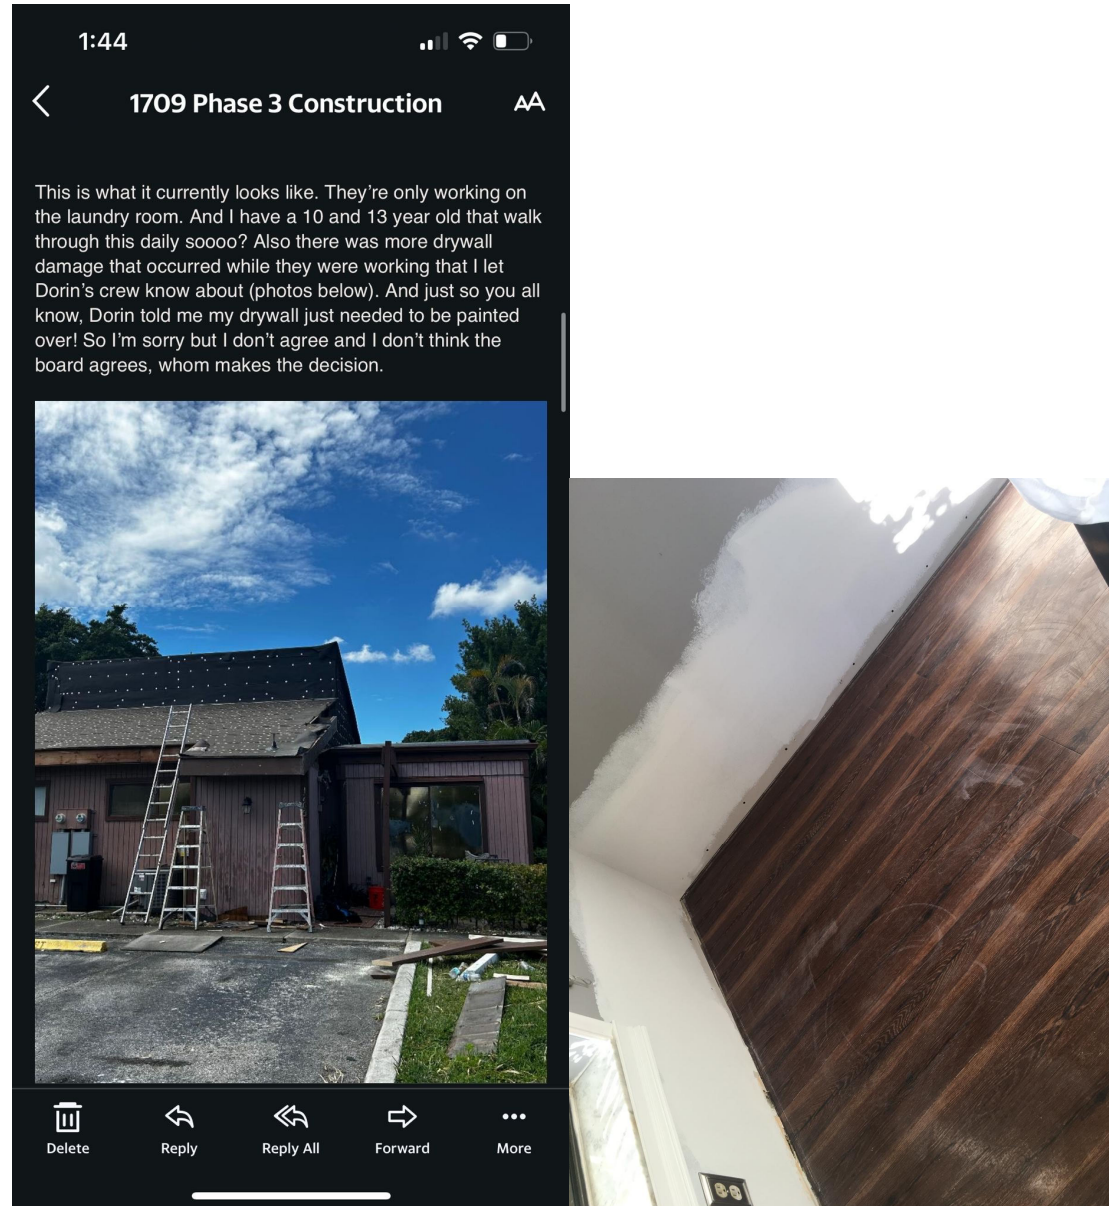 1:44
1709 Phase 3 Construction
AA
This is what it currently looks like. They’re only working on
the laundry room. And I have a 10 and 13 year old that walk
through this daily soooo? Also there was more drywall
damage that occurred while they were working that I let
Dorin’s crew know about (photos below). And just so you all
know, Dorin told me my drywall just needed to be painted
over! So I’m sorry but I don’t agree and I don’t think the
board agrees, whom makes the decision.
Delete
Reply
Reply All
Forward
More